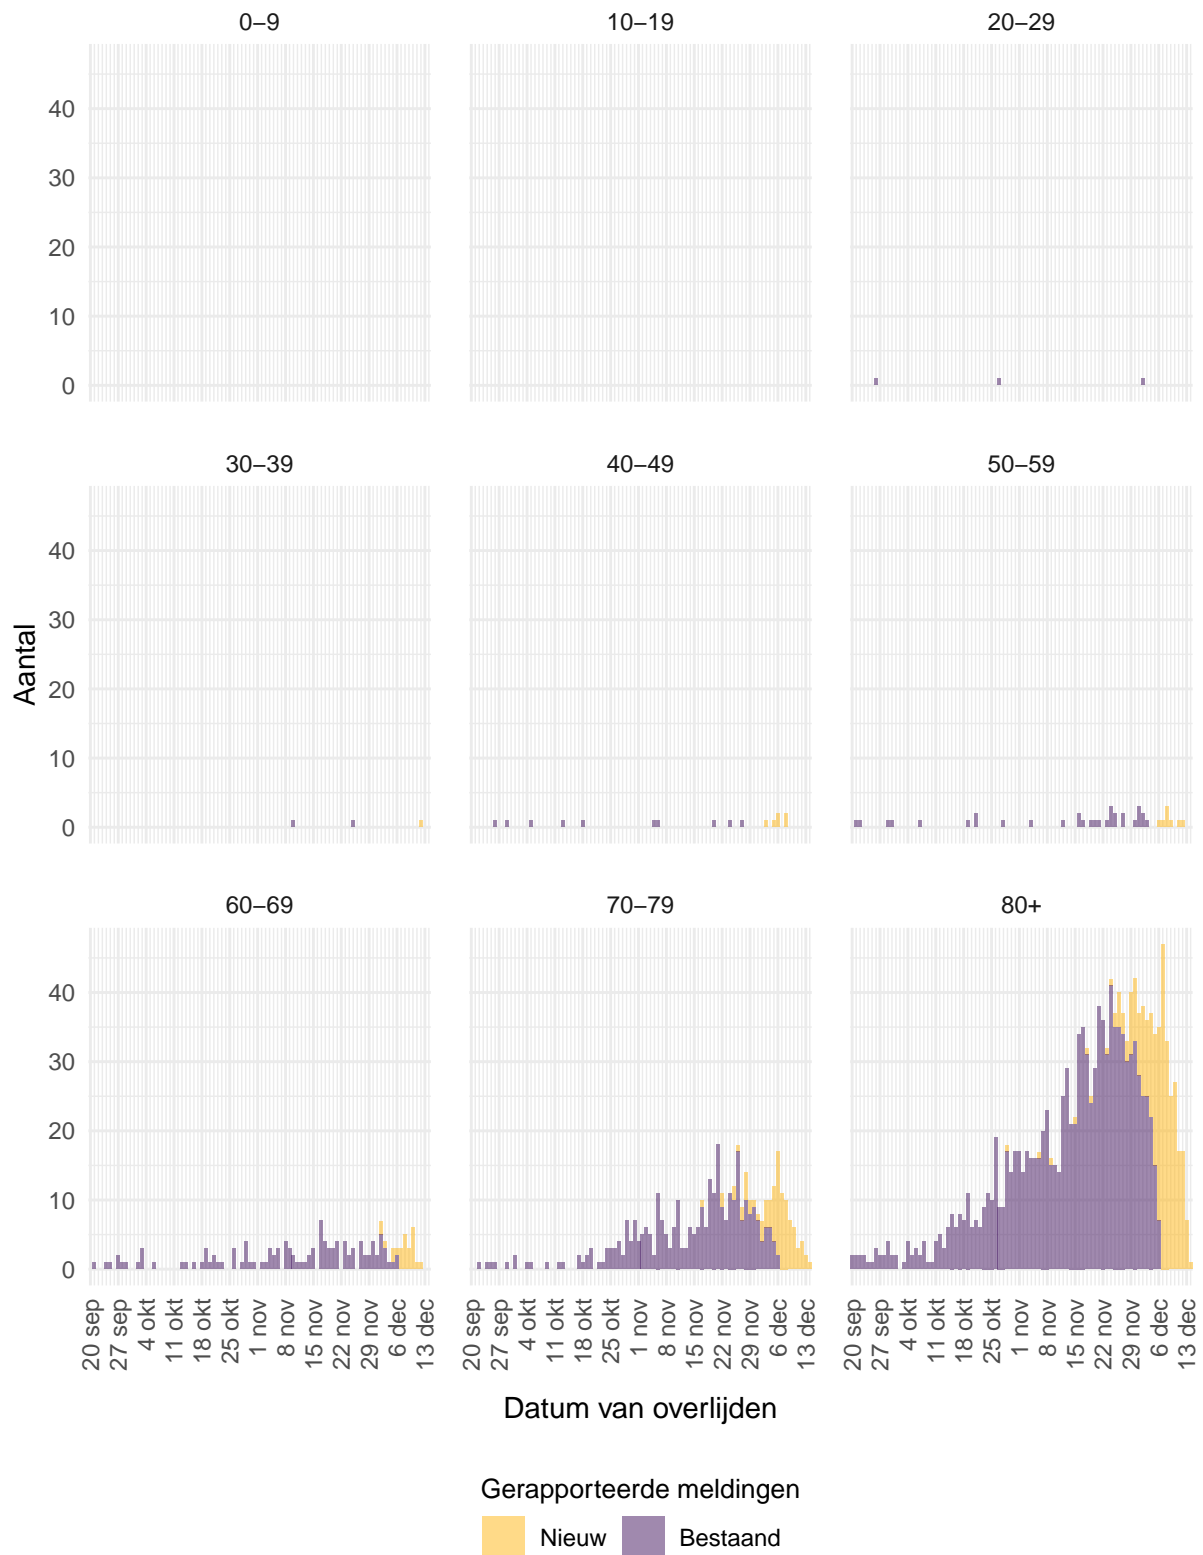 0–9 10–19 20–29
40
30
20
10
0
30–39 40–49 50–59
40
30
20
10
0
Aantal
60–69 70–79 80+
40
30
20
10
0
20 sep 27 sep 4 okt 11 okt 18 okt 25 okt 1 nov 8 nov 15 nov 22 nov 29 nov 6 dec 13 dec 20 sep 27 sep 4 okt 11 okt 18 okt 25 okt 1 nov 8 nov 15 nov 22 nov 29 nov 6 dec 13 dec 20 sep 27 sep 4 okt 11 okt 18 okt 25 okt 1 nov 8 nov 15 nov 22 nov 29 nov 6 dec 13 dec
Datum van overlijden
Gerapporteerde meldingen
Nieuw Bestaand